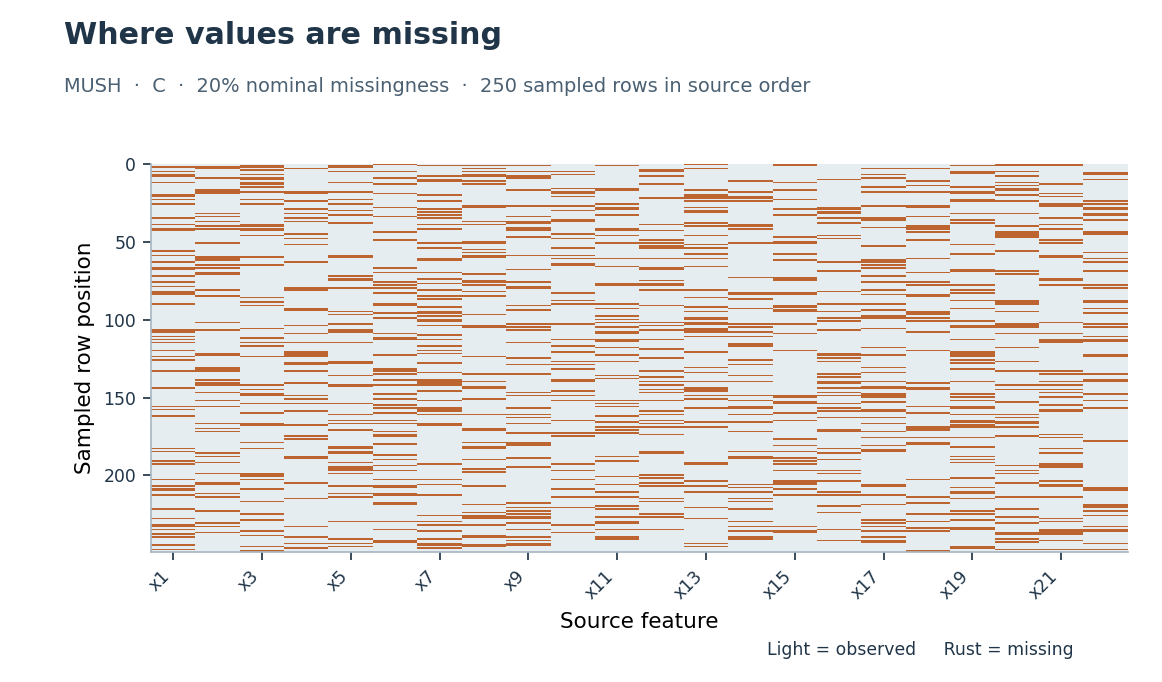 Where values are missing
MUSH · C · 20% nominal missingness · 250 sampled rows in source order
0
50
100
150
200
Sampled row position
x1 x3 x5 x7 x9 x11 x13 x15 x17 x19 x21
Source feature
Light = observed Rust = missing